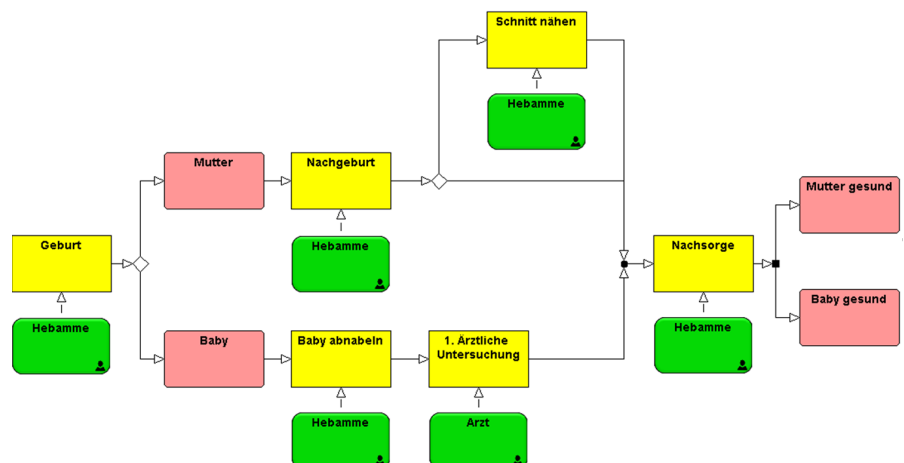 Schnitt nähen
Hebamme
Mutter
Nachgeburt
Mutter gesund
Geburt
Hebamme
Nachsorge
Baby gesund
Hebamme
Hebamme
Baby
Baby abnabeln
1. Ärztliche
Untersuchung
Hebamme
Arzt